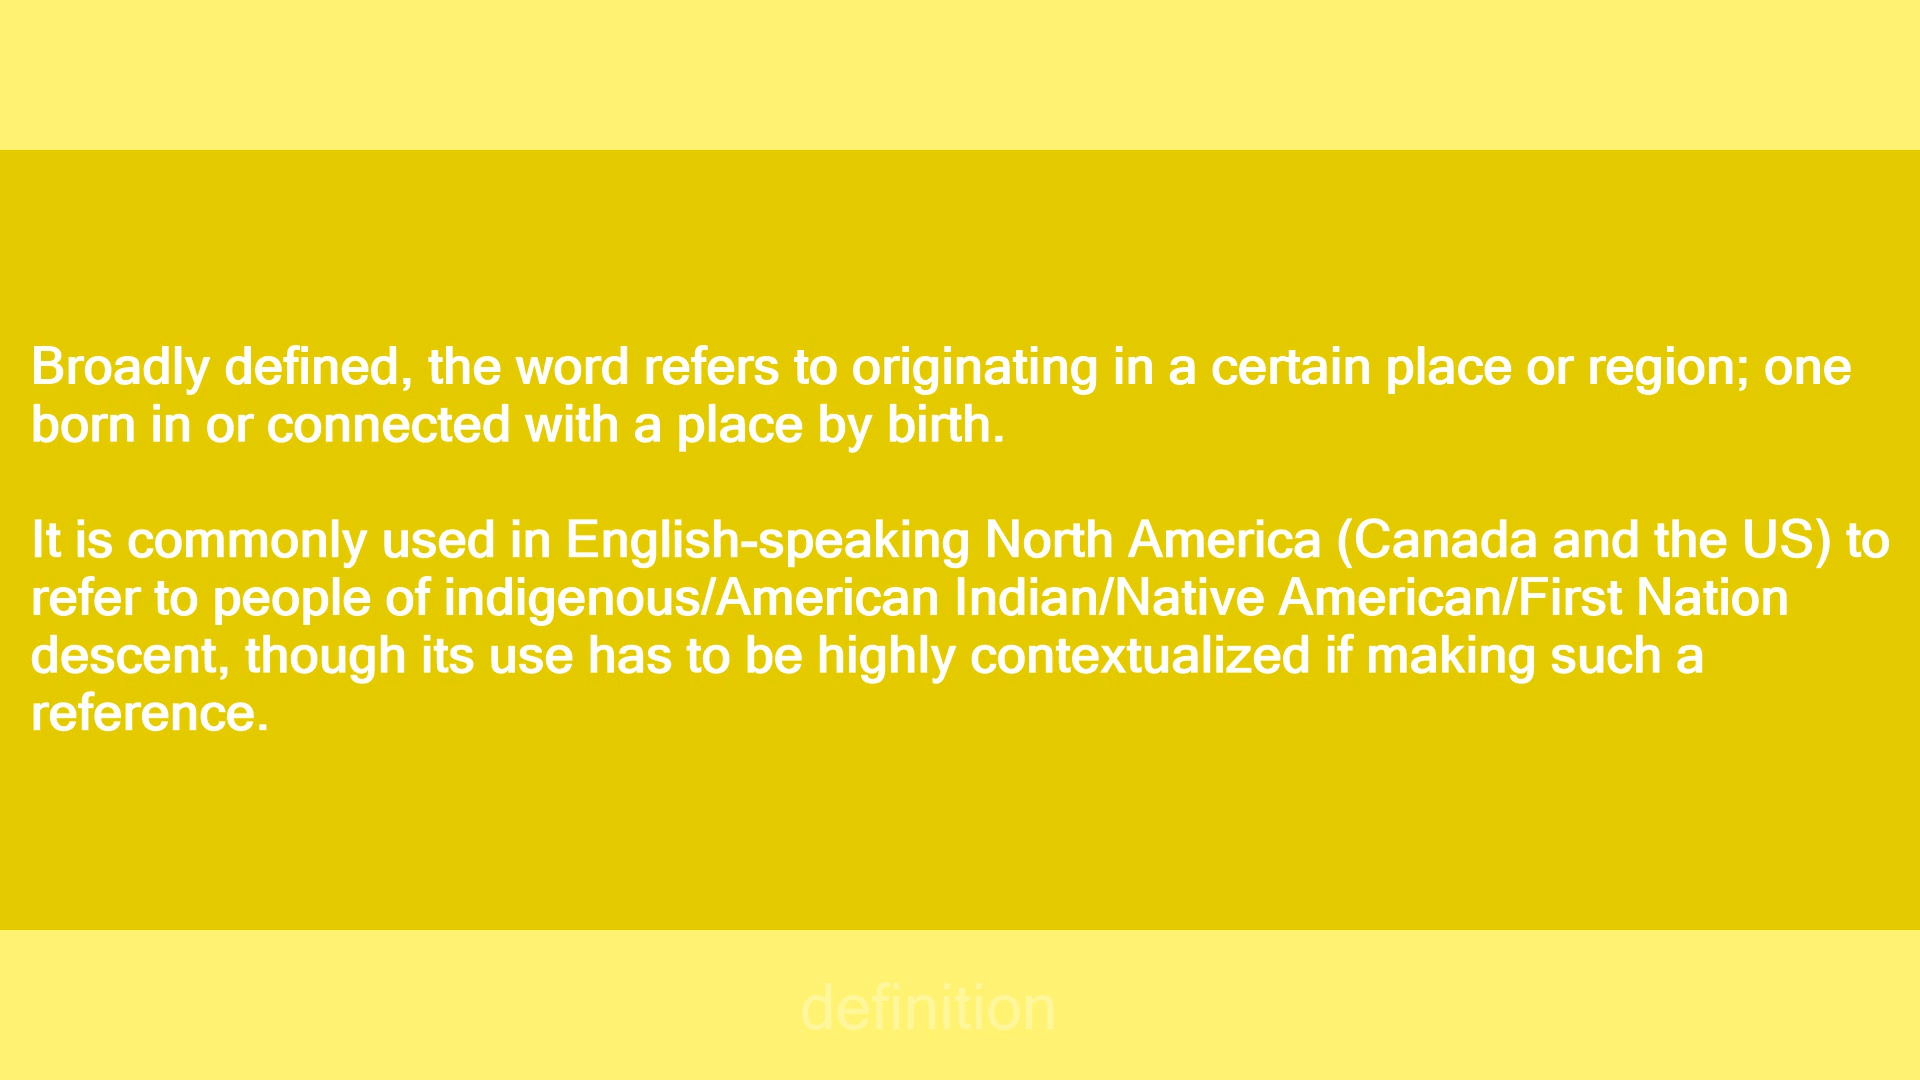 Broadly defined, the word refers to originating in a certain place or region; one
born in or connected with a place by birth.
It is commonly used in English-speaking North America (Canada and the US) to
refer to people of indigenous/American Indian/Native American/First Nation
descent, though its use has to be highly contextualized if making such a
reference.
definition